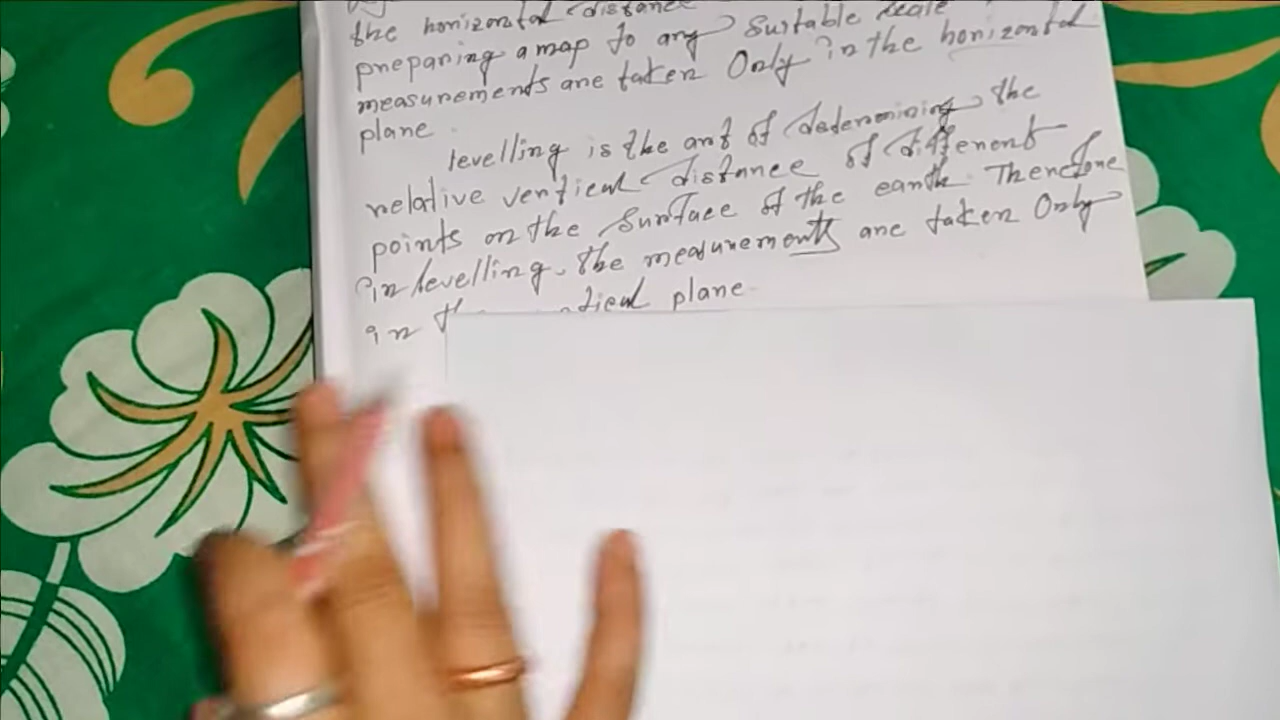 the horizontal distance
preparing a map to any suitable scale
measurements are taken Only in the horizontal
plane.
levelling is the art of determining the
relative vertical distance of different
points on the surface of the earth. Therefore
in levelling, the measurements are taken Only
in the vertical plane.